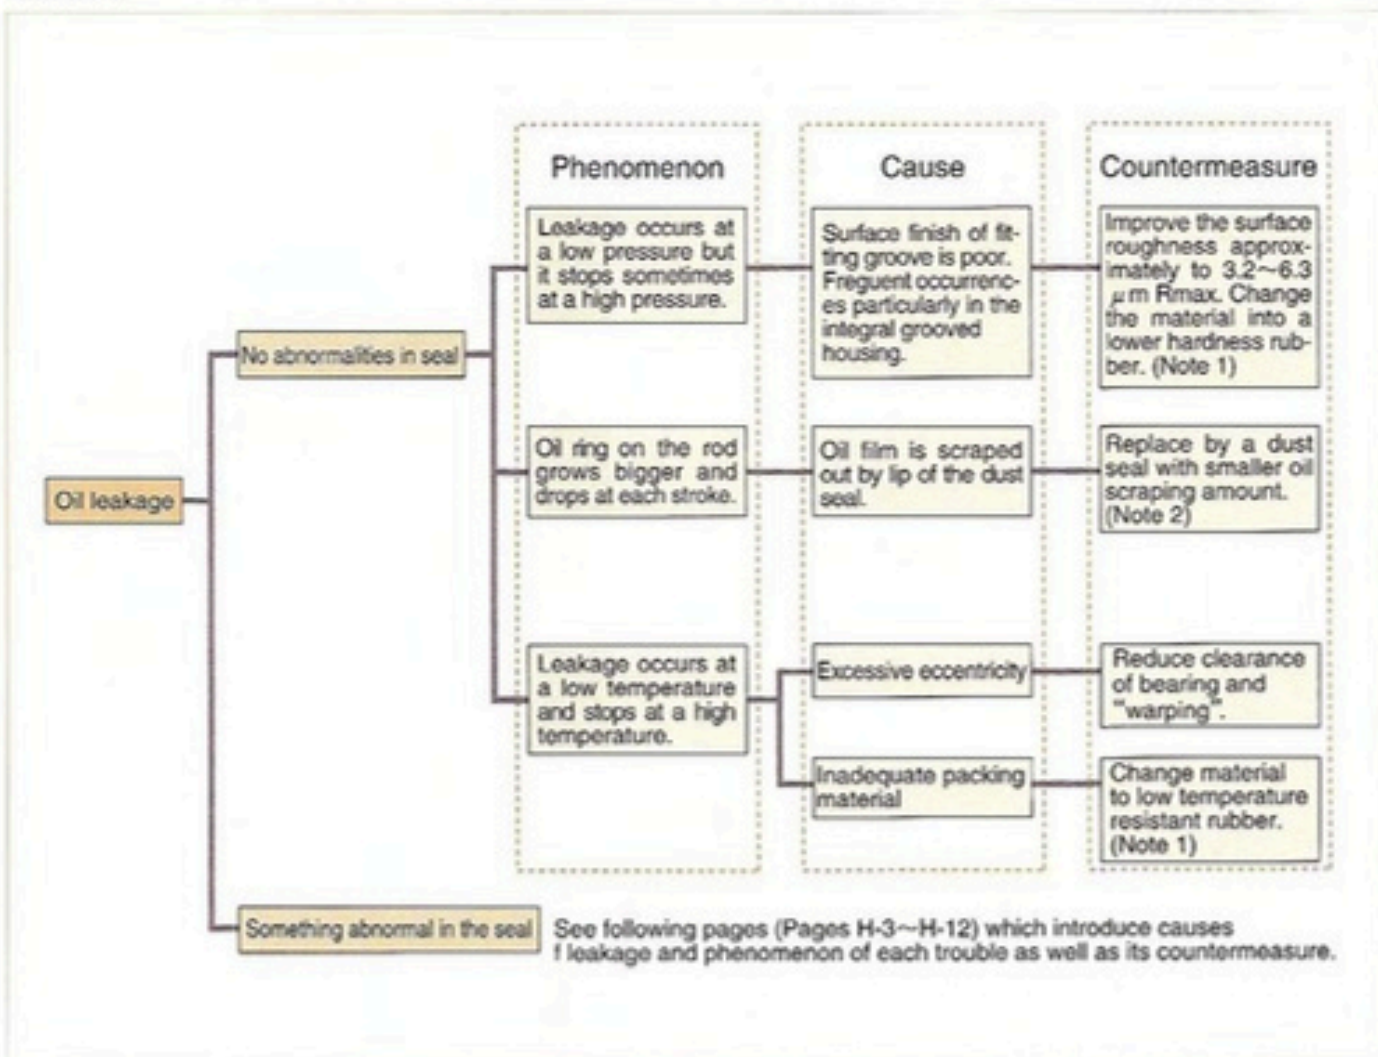 Phenomenon
Cause
Countermeasure
Leakage occurs at
a low pressure but
it stops sometimes
at a high pressure.
Surface finish of fit-
ting groove is poor.
Freguent occurrenc-
es particularly in the
integral grooved
housing.
Improve the surface
roughness approx-
imately to 3.2～6.3
μm Rmax. Change
the material into a
lower hardness rub-
ber. (Note 1)
No abnormalities in seal
Oil ring on the rod
grows bigger and
drops at each stroke.
Oil film is scraped
out by lip of the dust
seal.
Replace by a dust
seal with smaller oil
scraping amount.
(Note 2)
Oil leakage
Leakage occurs at
a low temperature
and stops at a high
temperature.
Excessive eccentricity
Reduce clearance
of bearing and
"warping".
Inadequate packing
material
Change material
to low temperature
resistant rubber.
(Note 1)
Something abnormal in the seal
See following pages (Pages H-3～H-12) which introduce causes
f leakage and phenomenon of each trouble as well as its countermeasure.